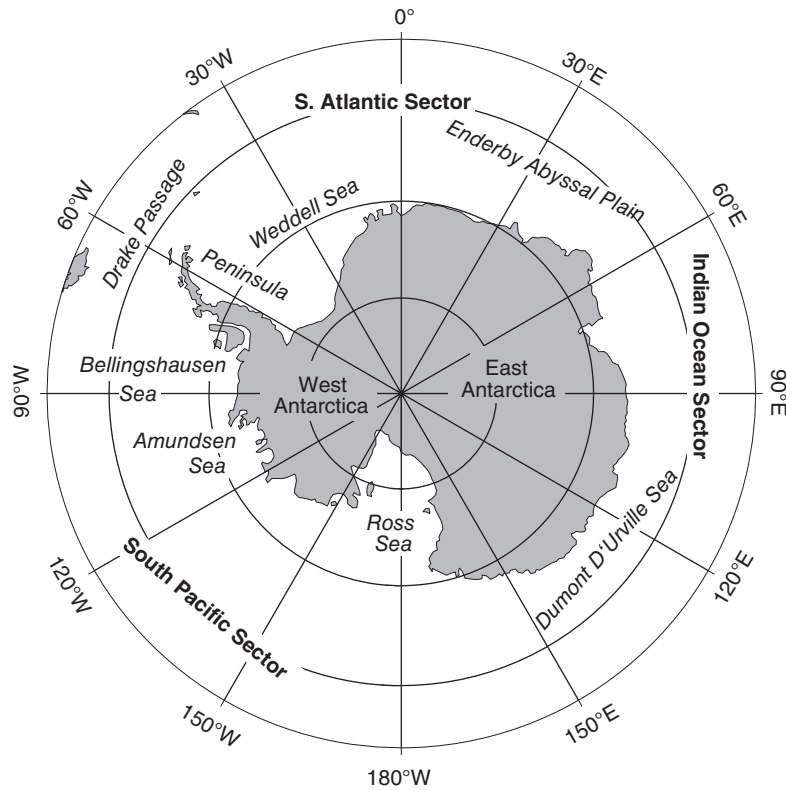 0°
30°W
30°E
S. Atlantic Sector
Enderby Abyssal Plain
60°W
Drake Passage
Weddell Sea
60°E
Peninsula
Indian Ocean Sector
Bellingshausen
Sea
90°W
West
Antarctica
East
Antarctica
90°E
Amundsen
Sea
Ross
Sea
Dumont D'Urville Sea
120°W
South Pacific Sector
120°E
150°W
150°E
180°W